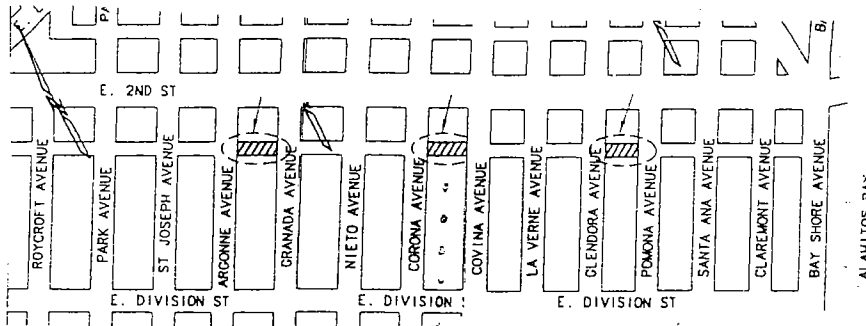 E. 2ND ST
ROYCROFT AVENUE
PARK AVENUE
ST JOSEPH AVENUE
ARGONNE AVENUE
GRANADA AVENUE
NIETO AVENUE
CORONA AVENUE
COVINA AVENUE
LA VERNE AVENUE
GLENDORA AVENUE
POMONA AVENUE
SANTA ANA AVENUE
CLAREMONT AVENUE
BAY SHORE AVENUE
E. DIVISION ST
E. DIVISION
E. DIVISION ST